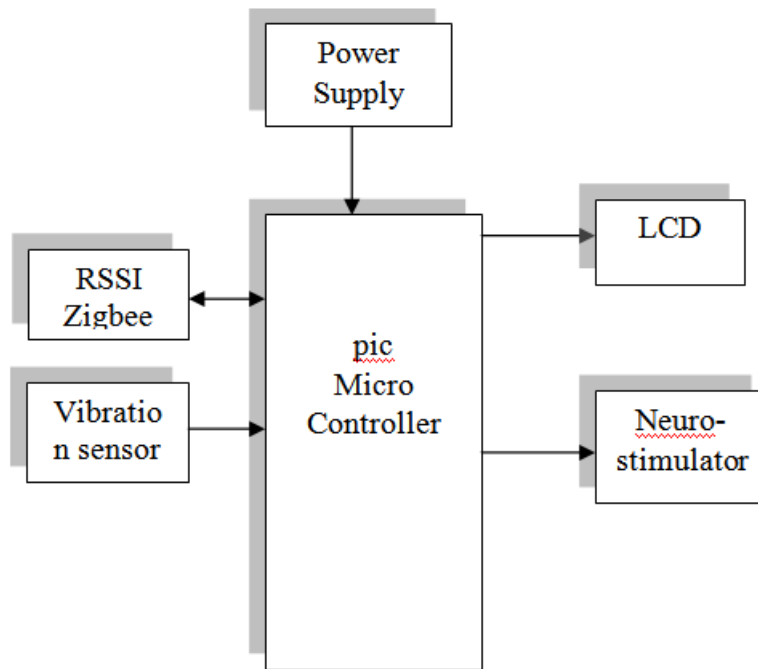 Power
Supply
LCD
RSSI
Zigbee
pic
Micro
Controller
Vibratio
n sensor
Neuro-
stimulator